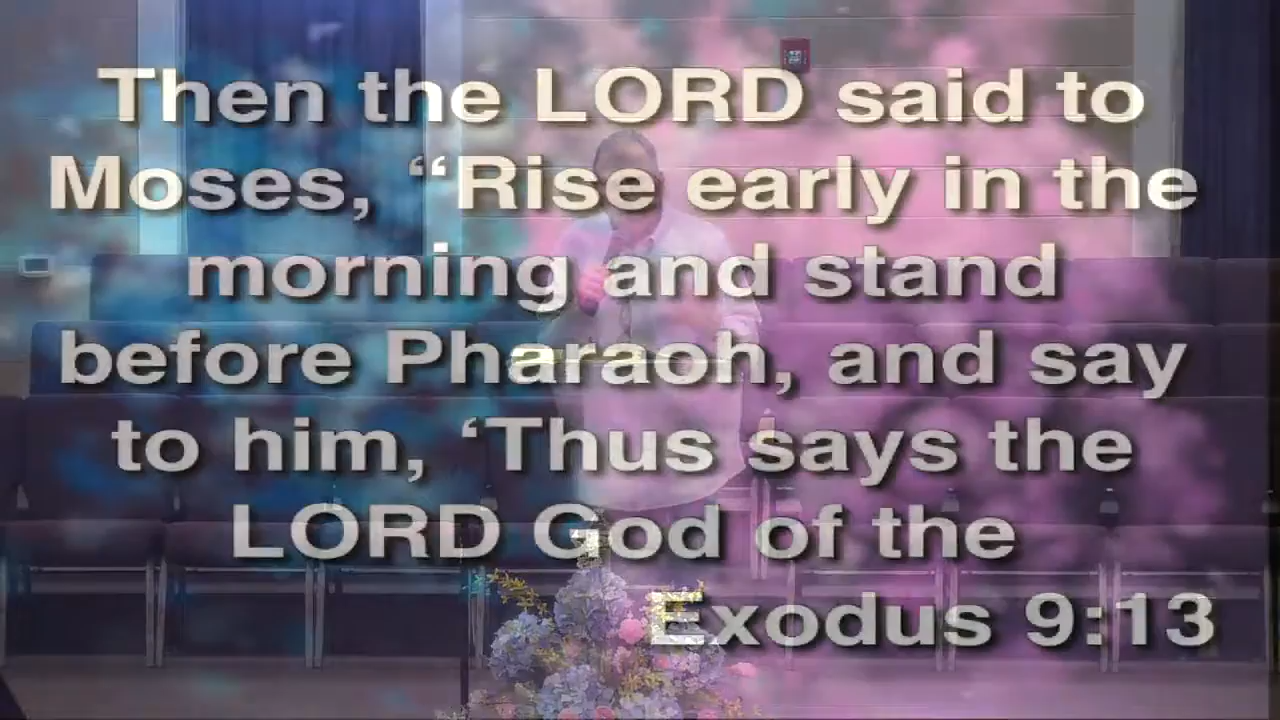 Then the LORD said to
Moses, “Rise early in the
morning and stand
before Pharaoh, and say
to him, ‘Thus says the
LORD God of the
Exodus 9:13